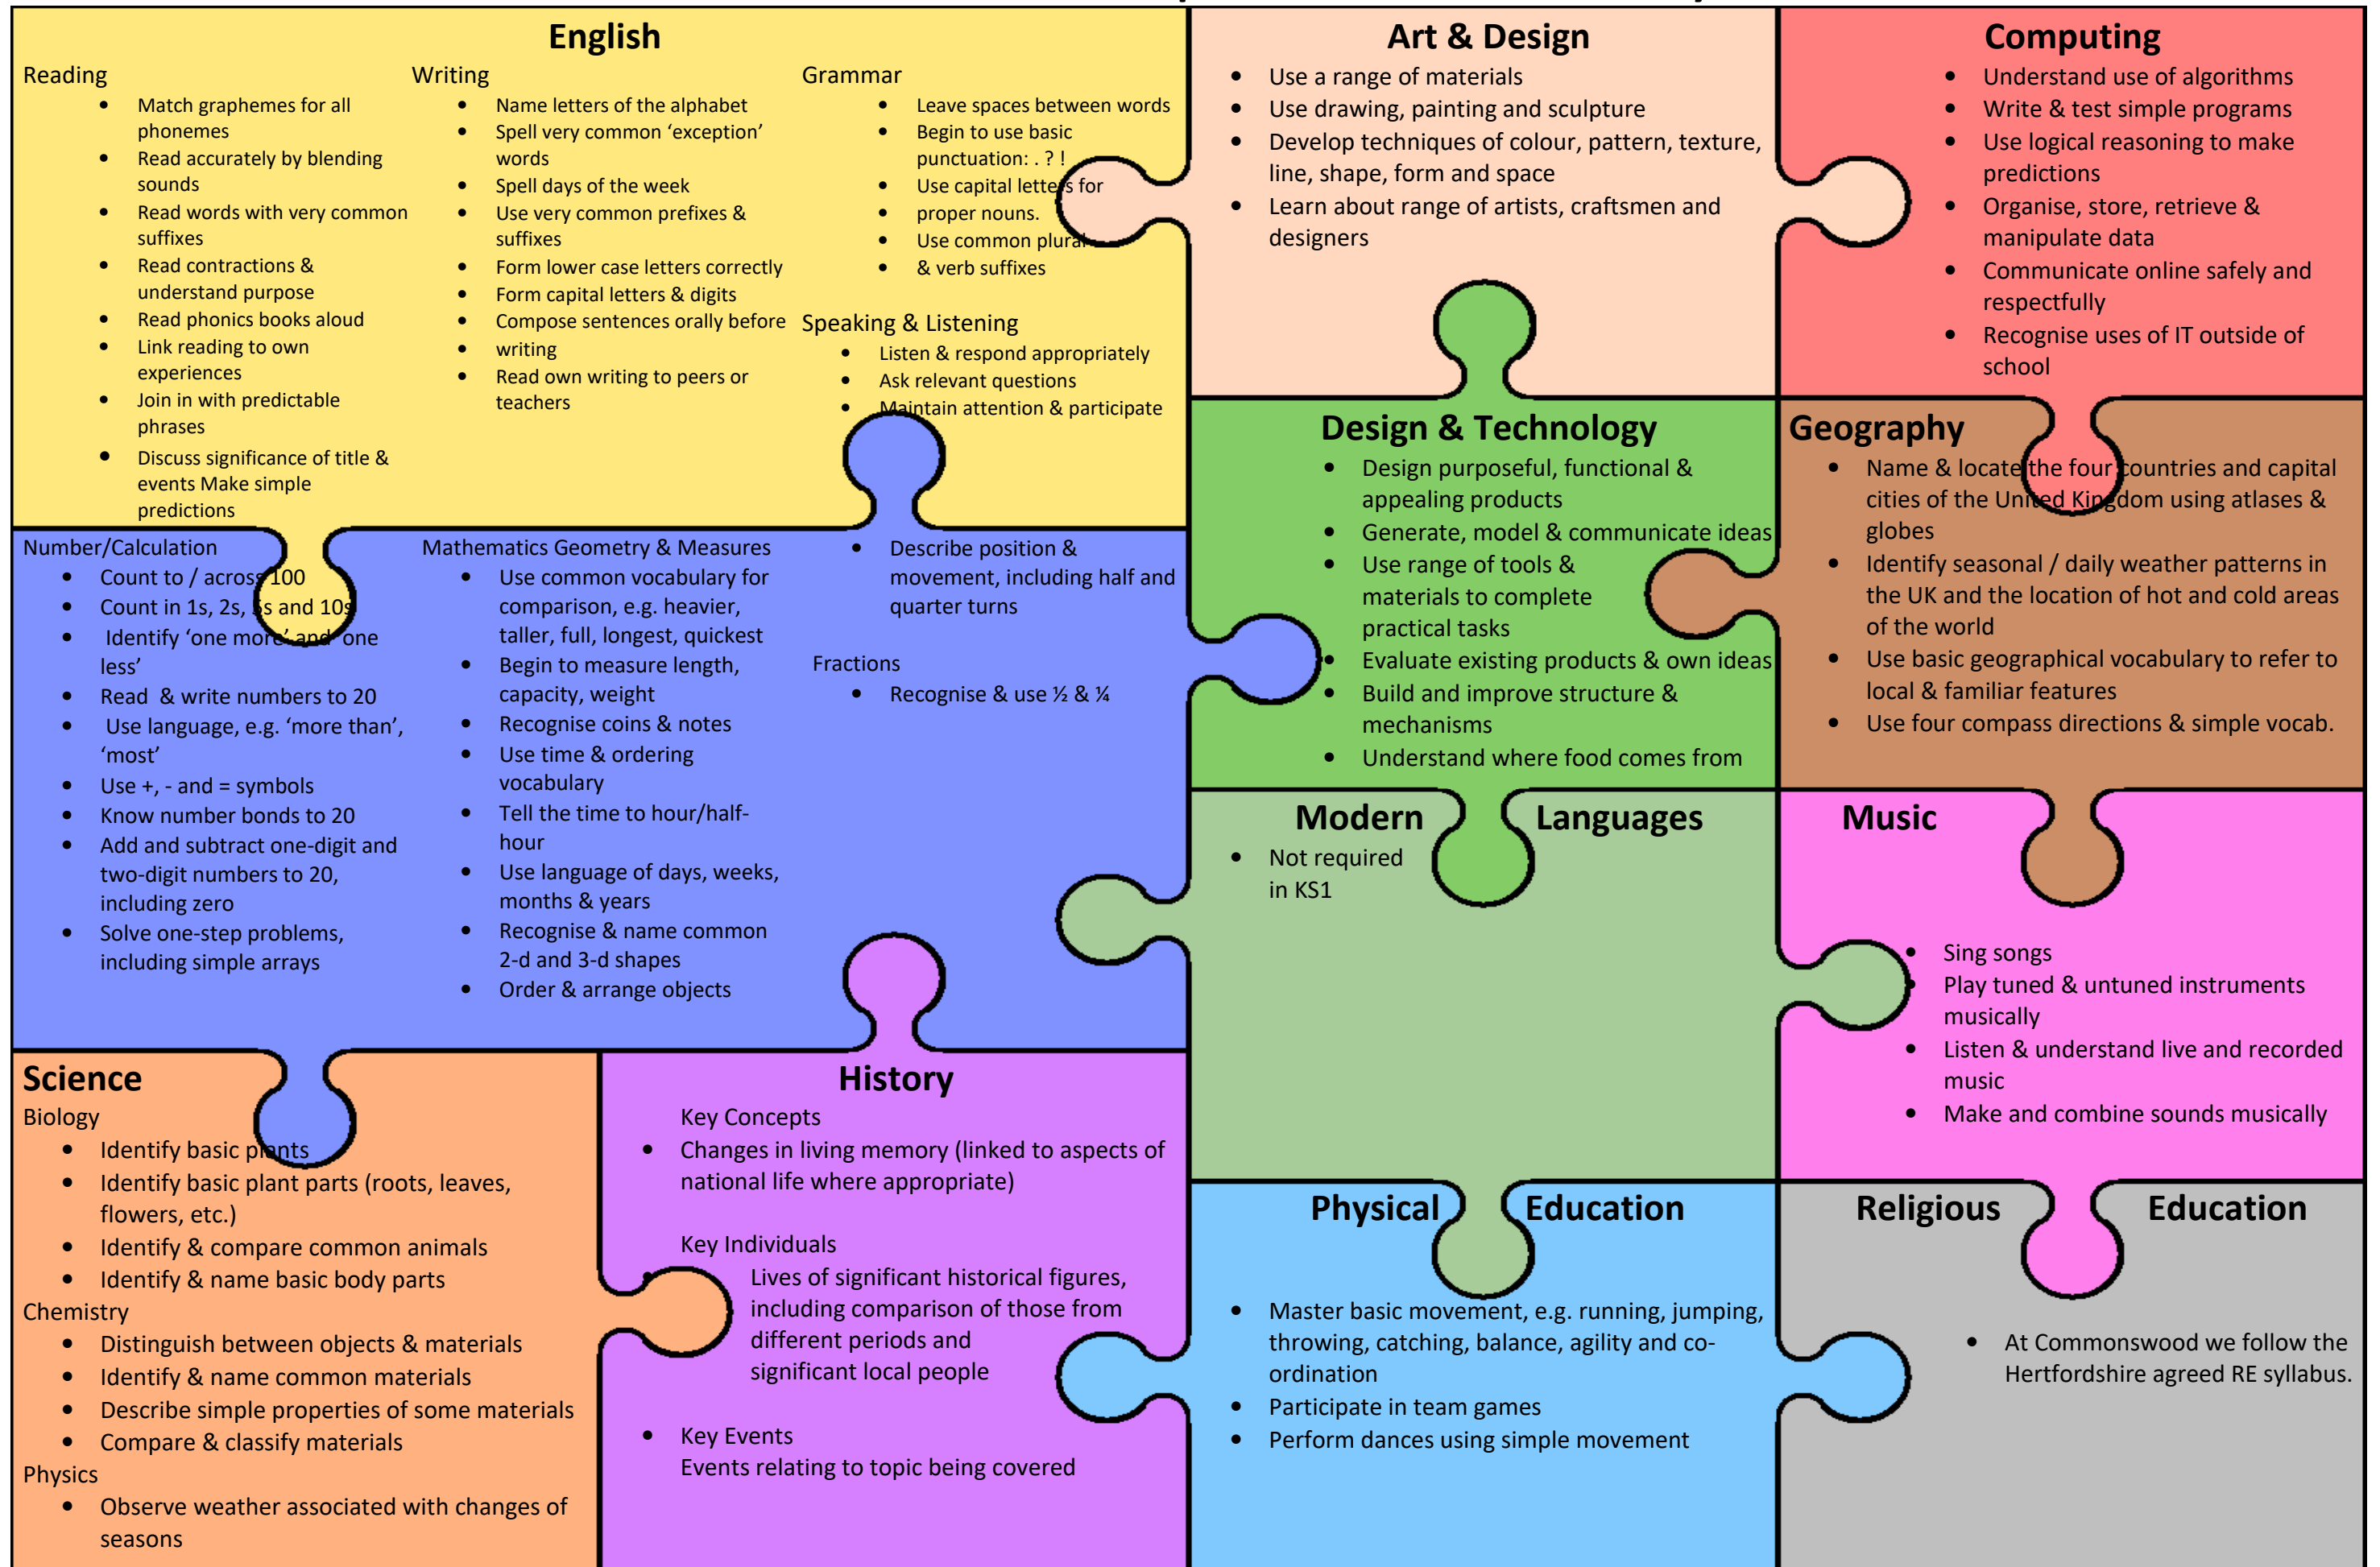 English
Reading
• Match graphemes for all
phonemes
• Read accurately by blending
sounds
• Read words with very common
suffixes
• Read contractions &
understand purpose
• Read phonics books aloud
• Link reading to own
experiences
• Join in with predictable
phrases
• Discuss significance of title &
events Make simple
predictions
Writing
• Name letters of the alphabet
• Spell very common ‘exception’
words
• Spell days of the week
• Use very common prefixes &
suffixes
• Form lower case letters correctly
• Form capital letters & digits
• Compose sentences orally before
• writing
• Read own writing to peers or
teachers
Grammar
• Leave spaces between words
• Begin to use basic
punctuation: . ? !
• Use capital letters for
• proper nouns.
• Use common plural
• & verb suffixes
Speaking & Listening
• Listen & respond appropriately
• Ask relevant questions
• Maintain attention & participate
Art & Design
• Use a range of materials
• Use drawing, painting and sculpture
• Develop techniques of colour, pattern, texture,
line, shape, form and space
• Learn about range of artists, craftsmen and
designers
Computing
• Understand use of algorithms
• Write & test simple programs
• Use logical reasoning to make
predictions
• Organise, store, retrieve &
manipulate data
• Communicate online safely and
respectfully
• Recognise uses of IT outside of
school
Number/Calculation
• Count to / across 100
• Count in 1s, 2s, 5s and 10s
• Identify ‘one more’ and ‘one
less’
• Read & write numbers to 20
• Use language, e.g. ‘more than’,
‘most’
• Use +, - and = symbols
• Know number bonds to 20
• Add and subtract one-digit and
two-digit numbers to 20,
including zero
• Solve one-step problems,
including simple arrays
Mathematics Geometry & Measures
• Use common vocabulary for
comparison, e.g. heavier,
taller, full, longest, quickest
• Begin to measure length,
capacity, weight
• Recognise coins & notes
• Use time & ordering
vocabulary
• Tell the time to hour/half-
hour
• Use language of days, weeks,
months & years
• Recognise & name common
2-d and 3-d shapes
• Order & arrange objects
• Describe position &
movement, including half and
quarter turns
Fractions
• Recognise & use ½ & ¼
Design & Technology
• Design purposeful, functional &
appealing products
• Generate, model & communicate ideas
• Use range of tools &
materials to complete
practical tasks
• Evaluate existing products & own ideas
• Build and improve structure &
mechanisms
• Understand where food comes from
Geography
• Name & locate the four countries and capital
cities of the United Kingdom using atlases &
globes
• Identify seasonal / daily weather patterns in
the UK and the location of hot and cold areas
of the world
• Use basic geographical vocabulary to refer to
local & familiar features
• Use four compass directions & simple vocab.
Modern Languages
• Not required
in KS1
Music
• Sing songs
• Play tuned & untuned instruments
musically
• Listen & understand live and recorded
music
• Make and combine sounds musically
Science
Biology
• Identify basic plants
• Identify basic plant parts (roots, leaves,
flowers, etc.)
• Identify & compare common animals
• Identify & name basic body parts
Chemistry
• Distinguish between objects & materials
• Identify & name common materials
• Describe simple properties of some materials
• Compare & classify materials
Physics
• Observe weather associated with changes of
seasons
History
Key Concepts
• Changes in living memory (linked to aspects of
national life where appropriate)
Key Individuals
• Lives of significant historical figures,
including comparison of those from
different periods and
significant local people
• Key Events
Events relating to topic being covered
Physical Education
• Master basic movement, e.g. running, jumping,
throwing, catching, balance, agility and co-
ordination
• Participate in team games
• Perform dances using simple movement
Religious Education
• At Commonswood we follow the
Hertfordshire agreed RE syllabus.